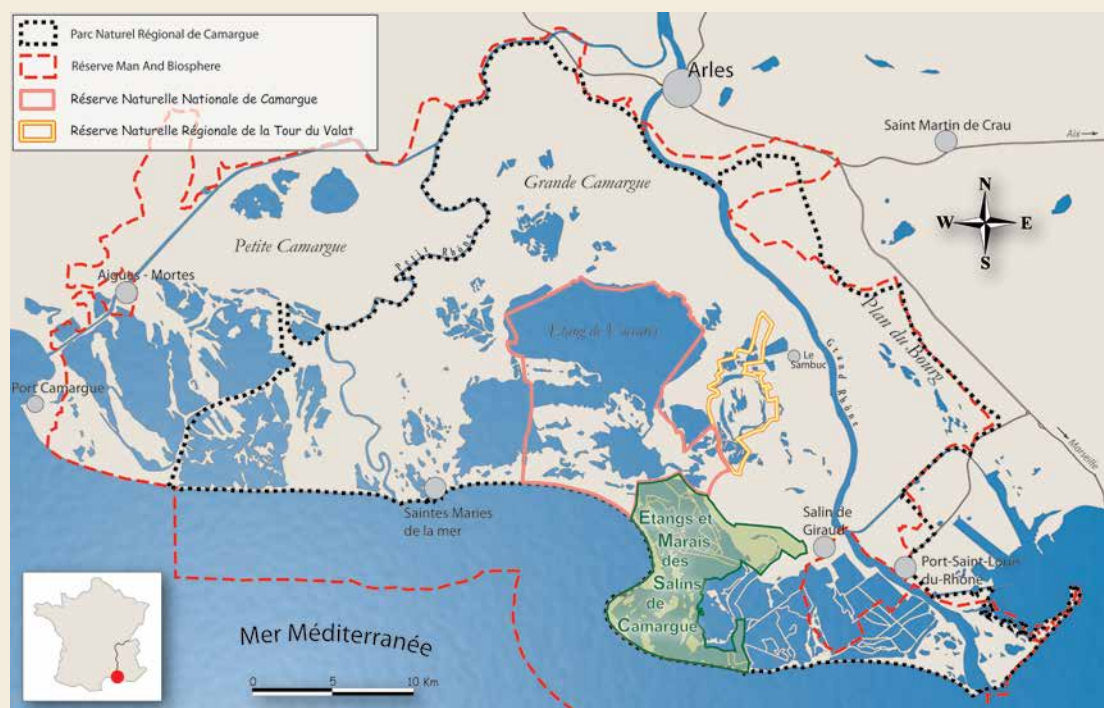 Parc Naturel Régional de Camargue
Réserve Man And Biosphere
Réserve Naturelle Nationale de Camargue
Réserve Naturelle Régionale de la Tour du Valat
Arles
Saint Martin de Crau
Aix
Grande Camargue
Petite Camargue
Petit Rhône
N
W
E
S
Aigues - Mortes
Etang de Vaccarès
Plan du Bourg
Le
Sambuc
Grand Rhône
Port Camargue
Marseille
Saintes Maries
de la mer
Etangs et
Marais
des
Salins
de
Camargue
Salin de
Giraud
Port-Saint-Louis
du-Rhône
Mer Méditerranée
0
5
10 Km